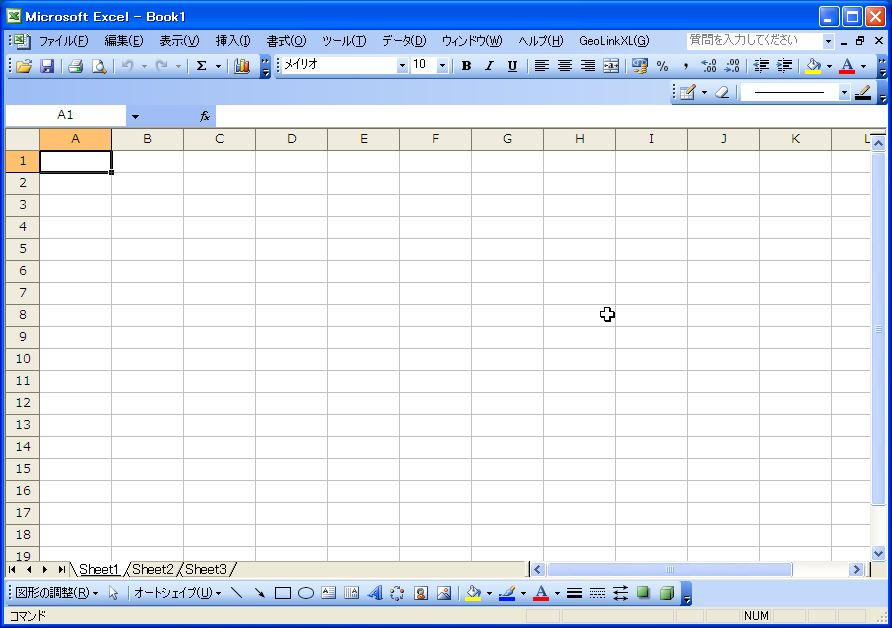 Microsoft Excel - Book1
ファイル(F) 編集(E) 表示(V) 挿入(I) 書式(O) ツール(T) データ(D) ウィンドウ(W) ヘルプ(H) GeoLinkXL(G) 質問を入力してください
Σ メイリオ 10 B I U % , A
A1 fx
A B C D E F G H I J K L
1
2
3
4
5
6
7
8
9
10
11
12
13
14
15
16
17
18
19
Sheet1 Sheet2 Sheet3
図形の調整(R) オートシェイプ(U) A A
コマンド NUM